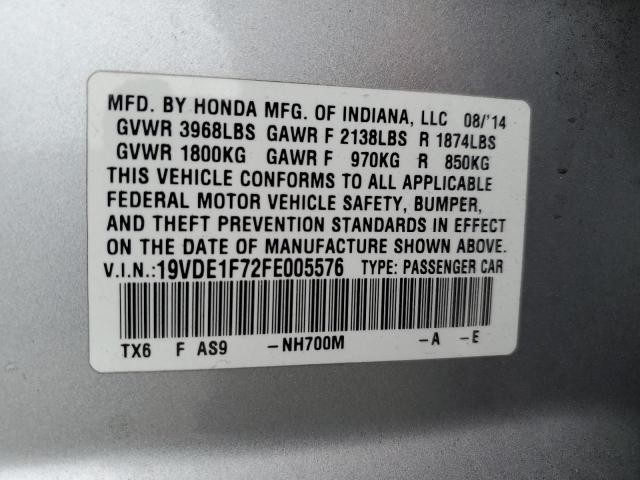 MFD. BY HONDA MFG. OF INDIANA, LLC 08/'14
GVWR 3968LBS GAWR F 2138LBS R 1874LBS
GVWR 1800KG GAWR F 970KG R 850KG
THIS VEHICLE CONFORMS TO ALL APPLICABLE
FEDERAL MOTOR VEHICLE SAFETY, BUMPER,
AND THEFT PREVENTION STANDARDS IN EFFECT
ON THE DATE OF MANUFACTURE SHOWN ABOVE.
V.I.N.:19VDE1F72FE005576 TYPE: PASSENGER CAR
TX6 F AS9 -NH700M -A -E